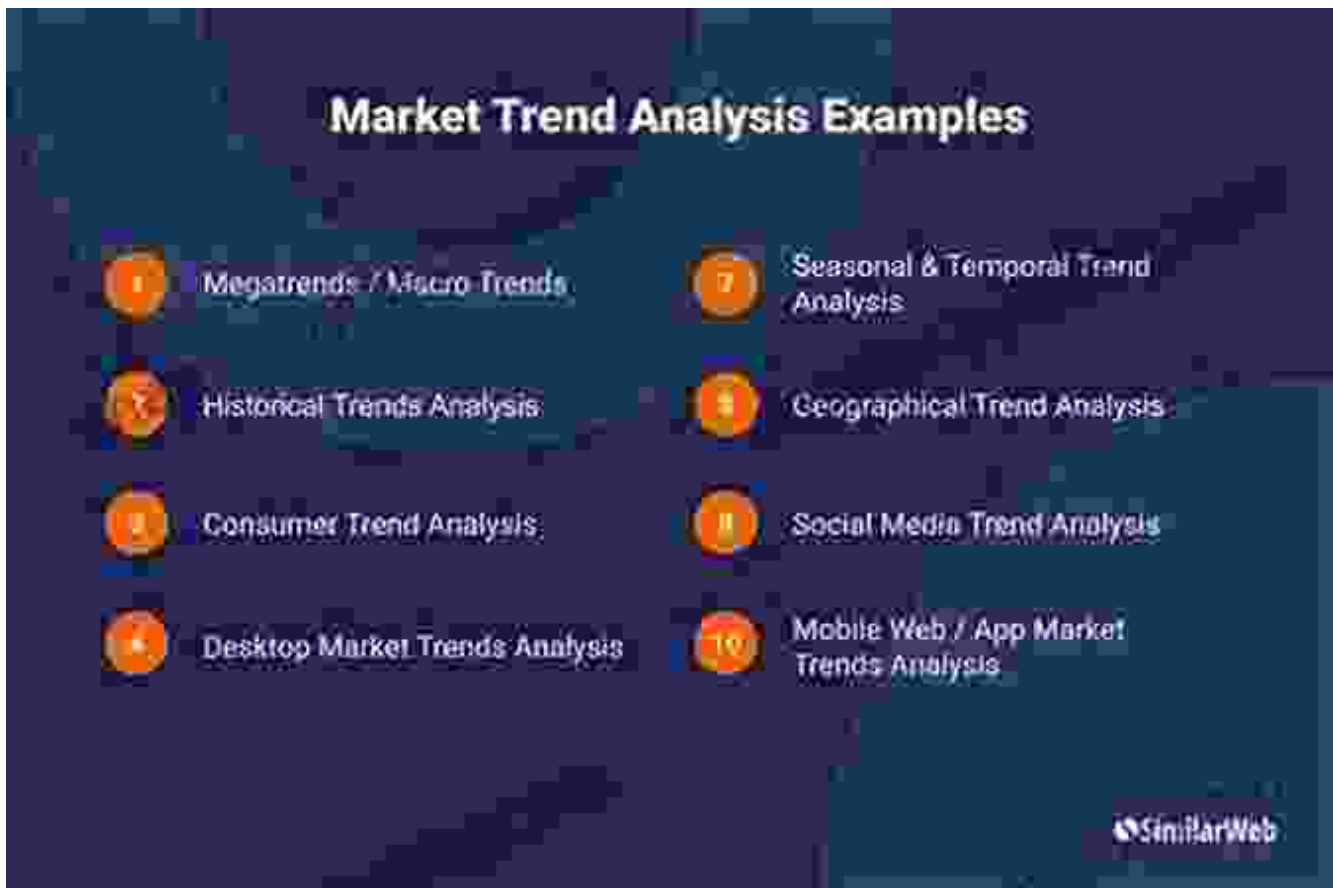 Market Trend Analysis Examples
Megatrends / Macro Trends
Historical Trends Analysis
Consumer Trend Analysis
Desktop Market Trends Analysis
7
Seasonal & Temporal Trend
Analysis
Geographical Trend Analysis
Social Media Trend Analysis
10
Mobile Web / App Market
Trends Analysis
SimilarWeb